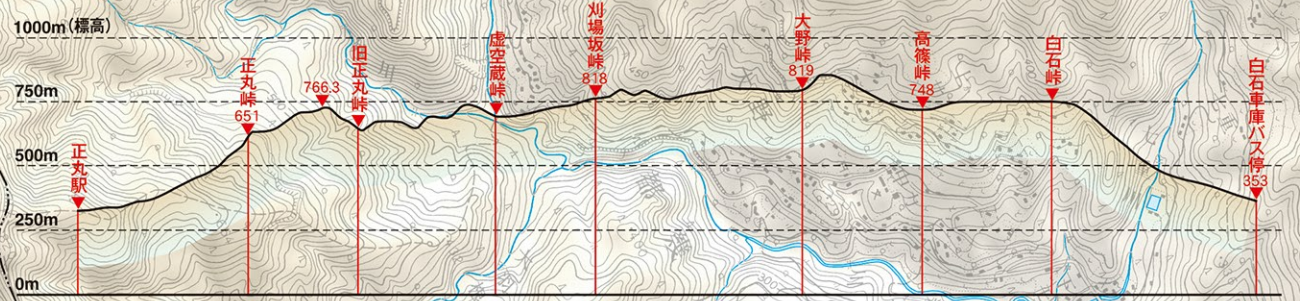 1000m（標高）
750m
500m
250m
0m
正丸駅
正丸峠
651
766.3
旧正丸峠
虚空蔵峠
刈場坂峠
818
大野峠
819
高篠峠
748
白石峠
白石車庫バス停
353